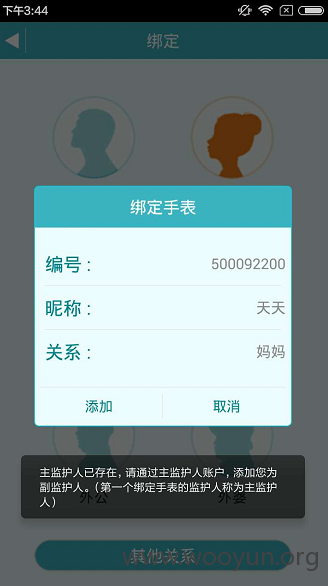 下午3:44
绑定
绑定手表
编号：
500092200
昵称：
天天
关系：
妈妈
添加
取消
主监护人已存在，请通过主监护人账户，添加您为
副监护人。（第一个绑定手表的监护人称为主监护
人）
外公
外婆
其他关系
www.wooyun.org